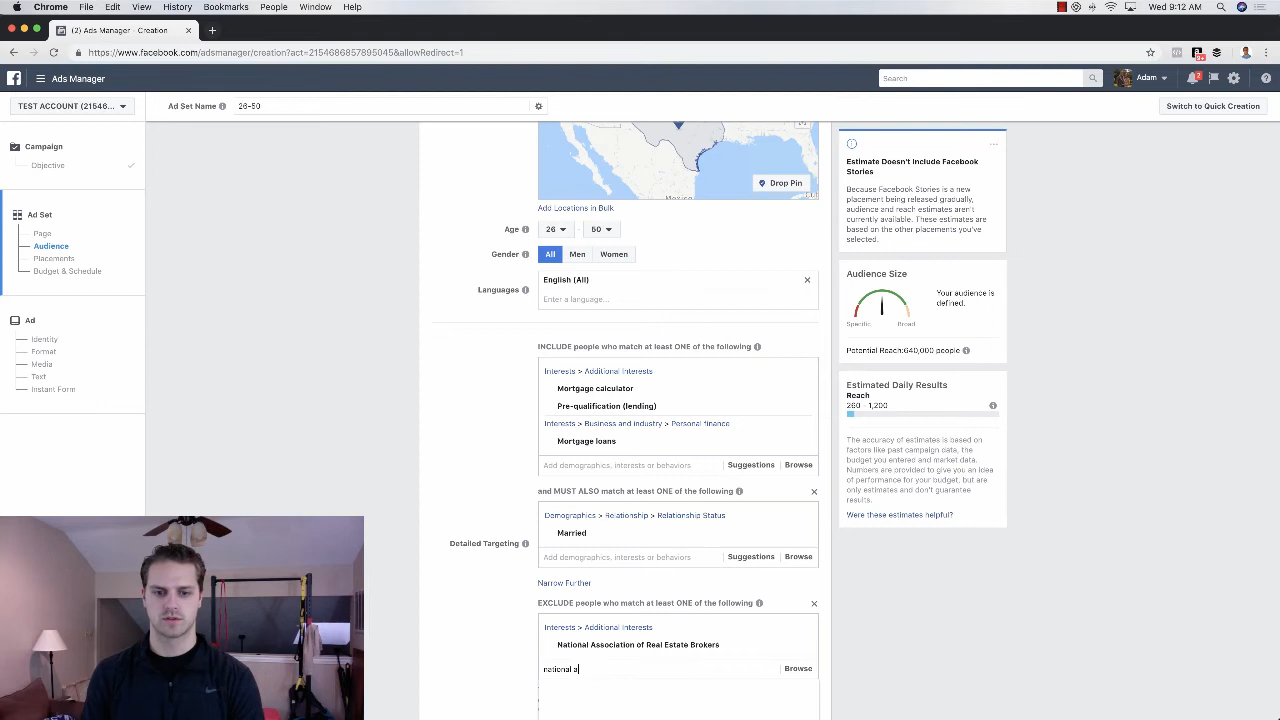 Chrome File Edit View History Bookmarks People Window Help Wed 9:12 AM
(2) Ads Manager - Creation
https://www.facebook.com/adsmanager/creation?act=2154686857895045&allowRedirect=1
Ads Manager Search Adam 2
TEST ACCOUNT (21546... Ad Set Name 26-50 Switch to Quick Creation
Campaign
Objective
Ad Set
Page
Audience
Placements
Budget & Schedule
Ad
Identity
Format
Media
Text
Instant Form
Drop Pin
Mexico
Add Locations in Bulk
Age 26 - 50
Gender All Men Women
Languages English (All)
Enter a language...
INCLUDE people who match at least ONE of the following
Interests > Additional Interests
Mortgage calculator
Pre-qualification (lending)
Interests > Business and industry > Personal finance
Mortgage loans
Add demographics, interests or behaviors Suggestions Browse
and MUST ALSO match at least ONE of the following
Demographics > Relationship > Relationship Status
Married
Detailed Targeting
Add demographics, interests or behaviors Suggestions Browse
Narrow Further
EXCLUDE people who match at least ONE of the following
Interests > Additional Interests
National Association of Real Estate Brokers
national a Browse
Estimate Doesn't Include Facebook
Stories
Because Facebook Stories is a new
placement being released gradually,
audience and reach estimates aren't
currently available. These estimates
are based on the other placements you've
selected.
Audience Size
Your audience is
defined.
Specific Broad
Potential Reach:640,000 people
Estimated Daily Results
Reach
260 - 1,200
The accuracy of estimates is based on
factors like past campaign data, the
budget you entered and market data.
Numbers are provided to give you an idea
of performance for your budget, but are
only estimates and don't guarantee
results.
Were these estimates helpful?